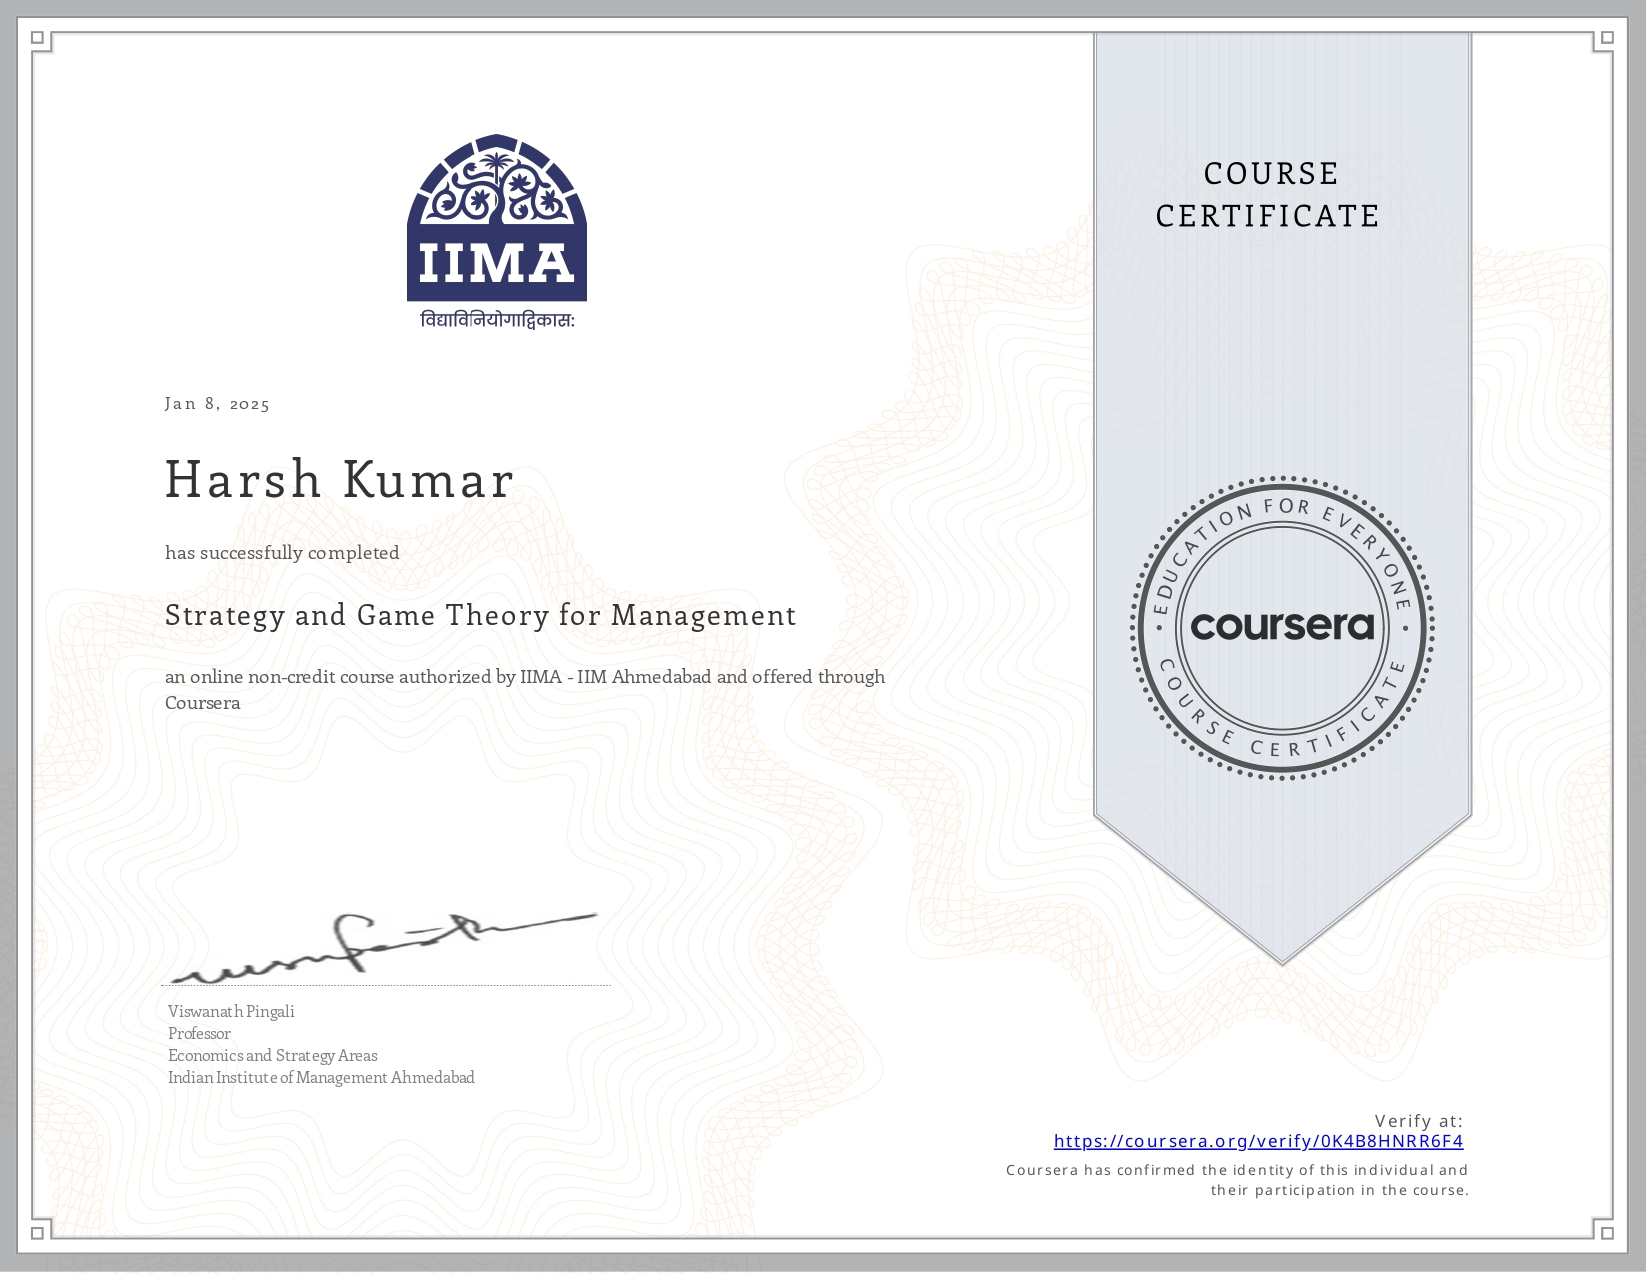 IIMA
विद्याविनियोगाद्विकास:
COURSE
CERTIFICATE
Jan 8, 2025
Harsh Kumar
has successfully completed
Strategy and Game Theory for Management
an online non-credit course authorized by IIMA - IIM Ahmedabad and offered through
Coursera
EDUCATION FOR EVERYONE
coursera
COURSE CERTIFICATE
Viswanath Pingali
Professor
Economics and Strategy Areas
Indian Institute of Management Ahmedabad
Verify at:
https://coursera.org/verify/0K4B8HNRR6F4
Coursera has confirmed the identity of this individual and
their participation in the course.